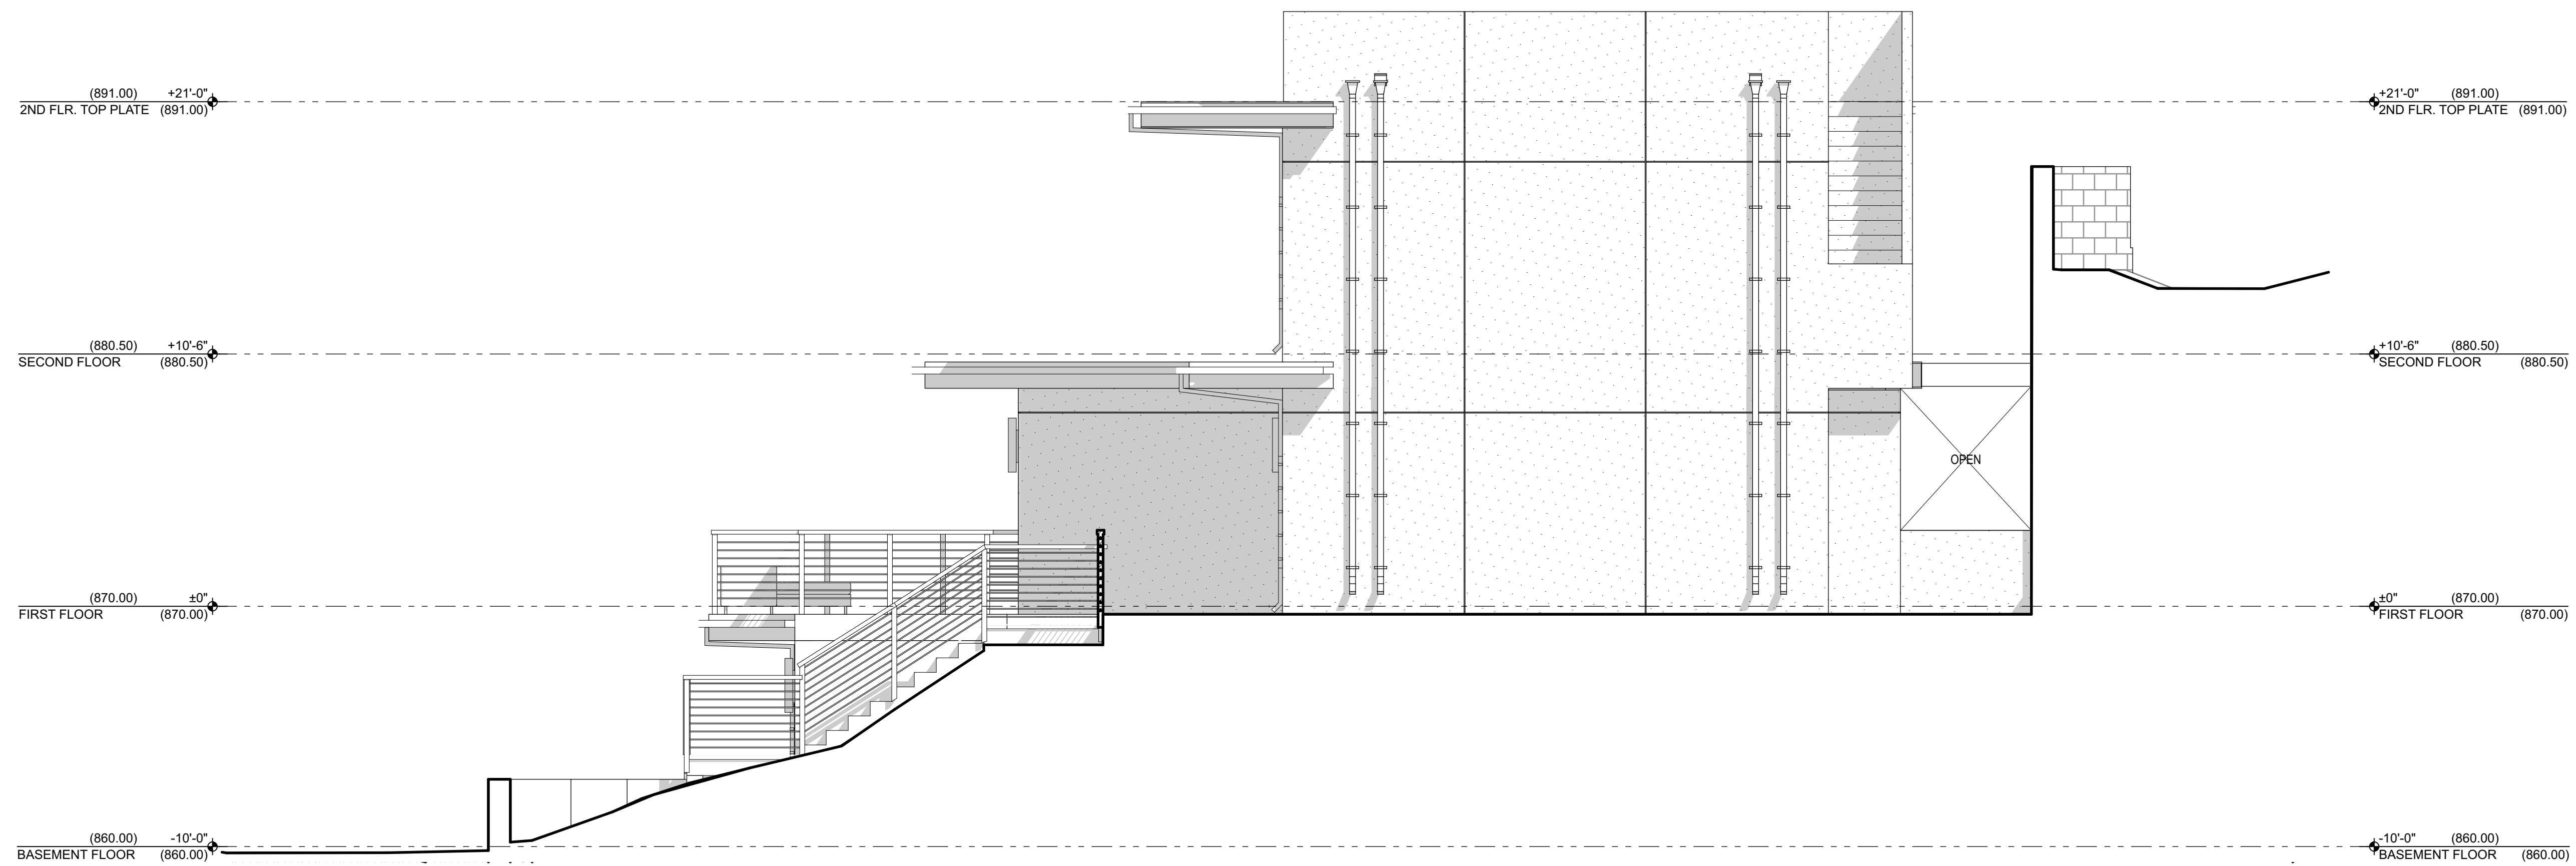 (891.00) +21'-0"
2ND FLR. TOP PLATE (891.00)
+21'-0" (891.00)
2ND FLR. TOP PLATE (891.00)
(880.50) +10'-6"
SECOND FLOOR (880.50)
+10'-6" (880.50)
SECOND FLOOR (880.50)
OPEN
(870.00) ±0"
FIRST FLOOR (870.00)
±0" (870.00)
FIRST FLOOR (870.00)
(860.00) -10'-0"
BASEMENT FLOOR (860.00)
-10'-0" (860.00)
BASEMENT FLOOR (860.00)